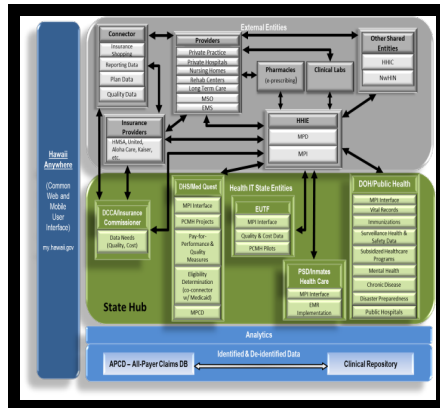 External Entities
Connector
Insurance
Shopping
Reporting Data
Plan Data
Quality Data
Providers
Private Practice
Private Hospitals
Nursing Homes
Rehab Centers
Long Term Care
MSO
EMS
Pharmacies
(e-prescribing)
Clinical Labs
Other Shared
Entities
HHIC
NwHIN
Insurance
Providers
HMSA, United,
Aloha Care, Kaiser,
etc.
HHIE
MPD
MPI
Hawaii
Anywhere
(Common
Web and
Mobile
User
Interface)
my.hawaii.gov
Health IT State Entities
DCCA/Insurance
Commissioner
Data Needs
(Quality, Cost)
DHS/Med Quest
MPI Interface
PCMH Projects
Pay-for-
Performance &
Quality
Measures
Eligibility
Determination
(co-connector
w/ Medicaid)
MPCD
EUTF
MPI Interface
Quality & Cost Data
PCMH Pilots
PSD/Inmates
Health Care
MPI Interface
EMR
Implementation
DOH/Public Health
MPI Interface
Vital Records
Immunizations
Surveillance Health &
Safety Data
Subsidized Healthcare
Programs
Mental Health
Chronic Disease
Disaster Preparedness
Public Hospitals
State Hub
Analytics
APCD – All-Payer Claims DB
Identified & De-identified Data
Clinical Repository